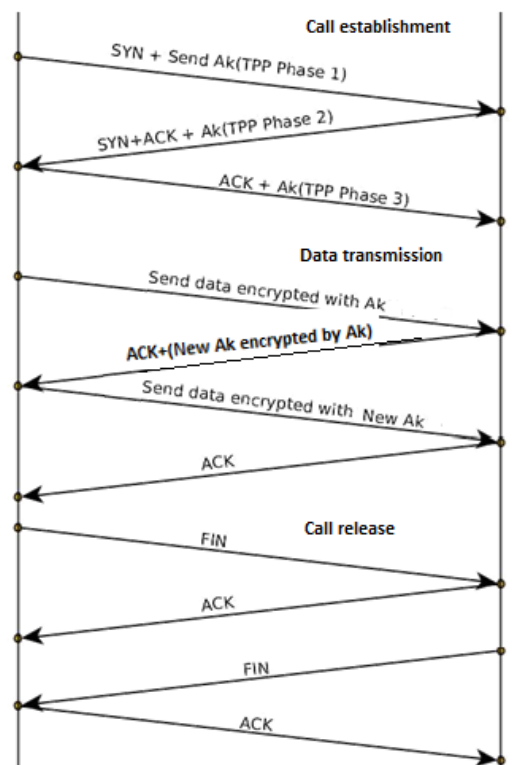 Call establishment
SYN + Send Ak(TPP Phase 1)
SYN+ACK + Ak(TPP Phase 2)
ACK + Ak(TPP Phase 3)
Data transmission
Send data encrypted with Ak
ACK+(New Ak encrypted by Ak)
Send data encrypted with New Ak
ACK
Call release
FIN
ACK
FIN
ACK